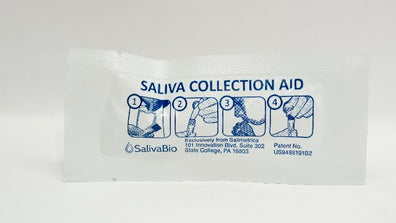 SALIVA COLLECTION AID
1 2 3 4
SalivaBio
Exclusively from Salimetrics
101 Innovation Blvd, Suite 302
State College, PA 16803
Patent No.
US9498191B2